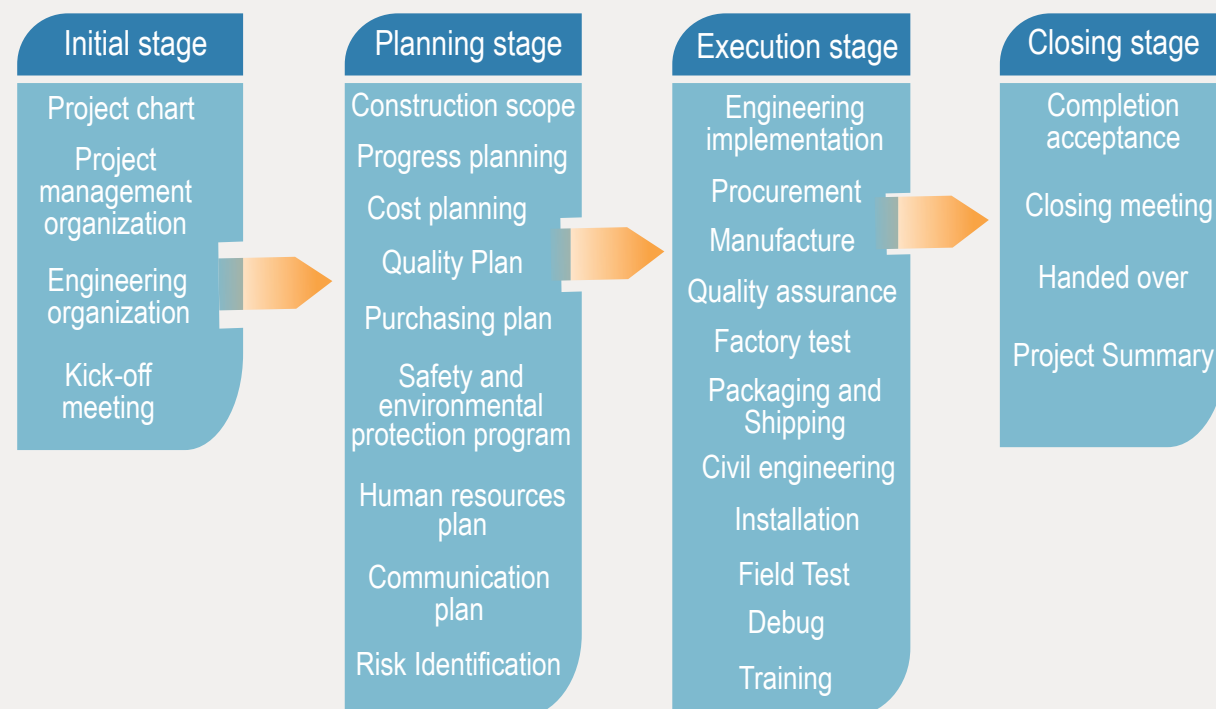 Initial stage
Project chart
Project
management
organization
Engineering
organization
Kick-off
meeting
Planning stage
Construction scope
Progress planning
Cost planning
Quality Plan
Purchasing plan
Safety and
environmental
protection program
Human resources
plan
Communication
plan
Risk Identification
Execution stage
Engineering
implementation
Procurement
Manufacture
Quality assurance
Factory test
Packaging and
Shipping
Civil engineering
Installation
Field Test
Debug
Training
Closing stage
Completion
acceptance
Closing meeting
Handed over
Project Summary